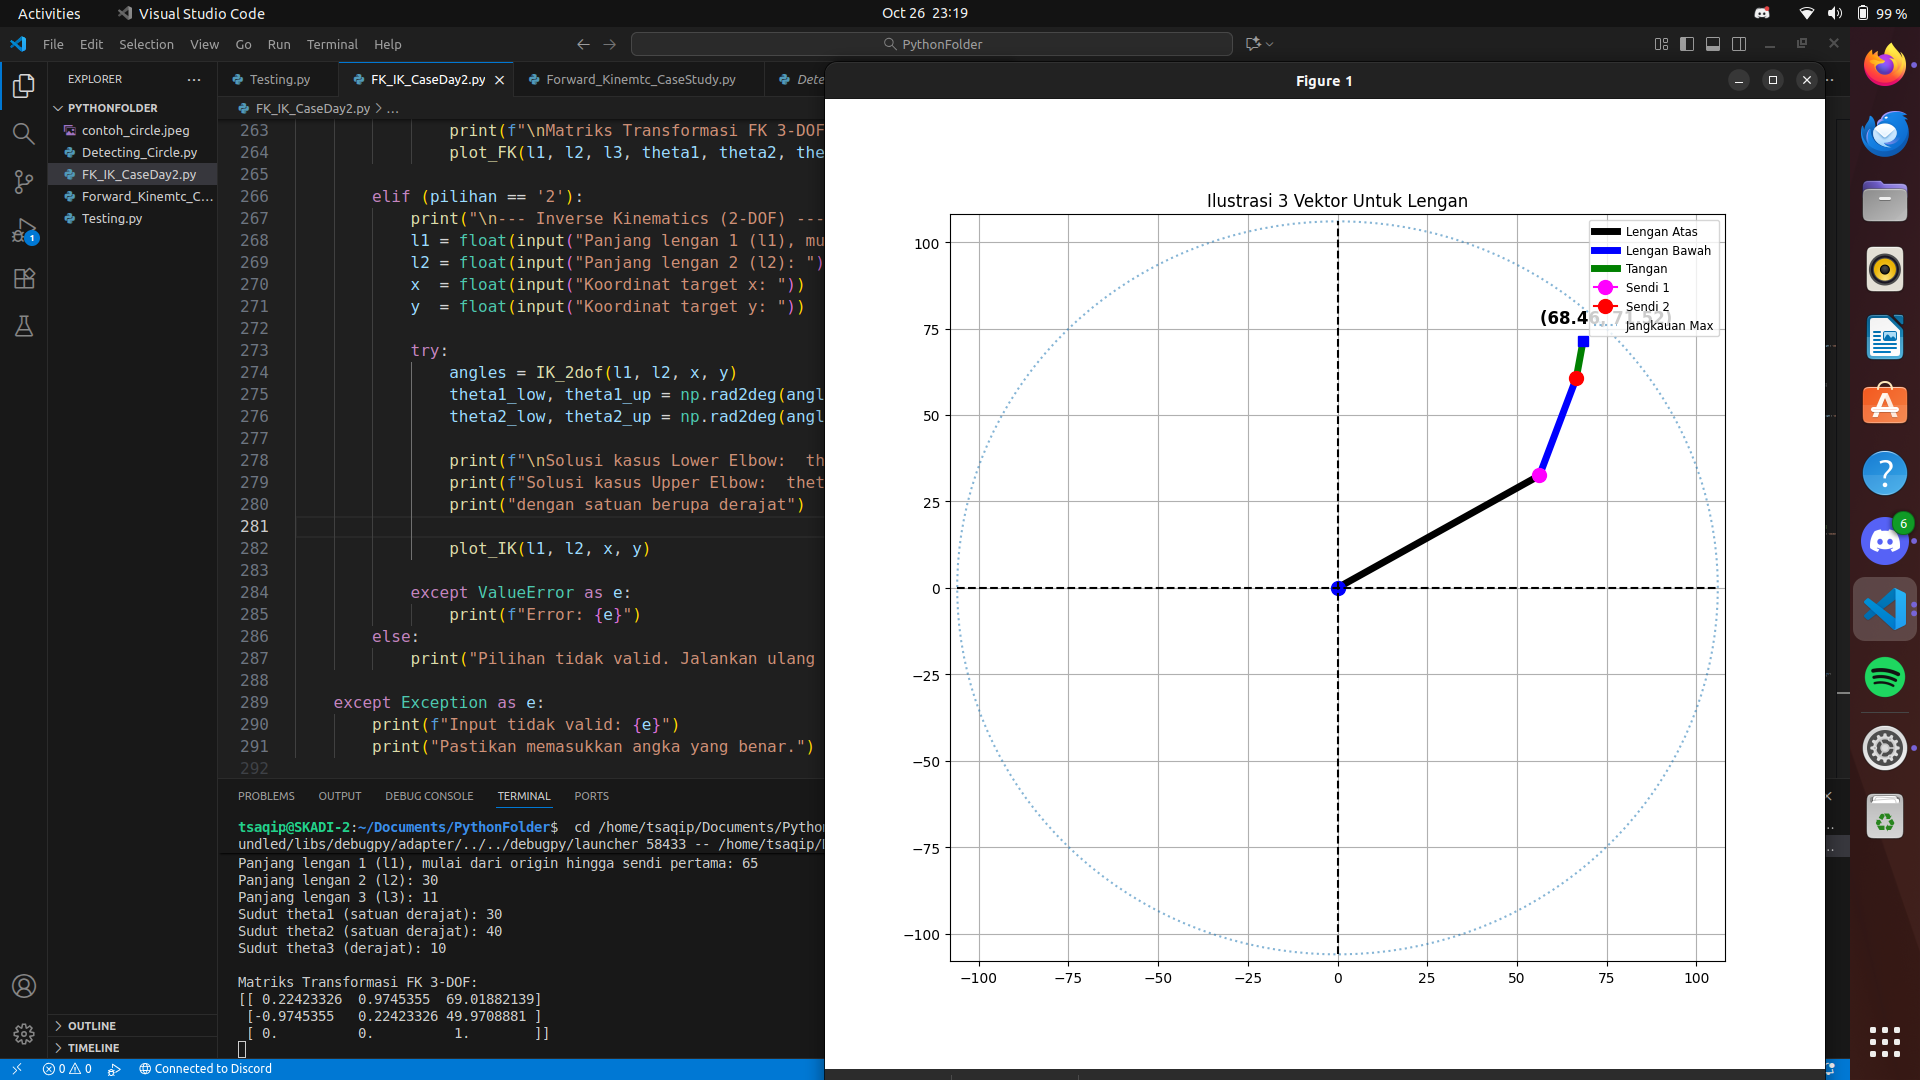 Activities
Visual Studio Code
Oct 26 23:19
99 %
File Edit Selection View Go Run Terminal Help
PythonFolder
EXPLORER
PYTHONFOLDER
contoh_circle.jpeg
Detecting_Circle.py
FK_IK_CaseDay2.py
Forward_Kinemtc_C...
Testing.py
OUTLINE
TIMELINE
Testing.py
FK_IK_CaseDay2.py
Forward_Kinemtc_CaseStudy.py
Dete
FK_IK_CaseDay2.py > ...
263 print(f"\nMatriks Transformasi FK 3-DOF
264 plot_FK(l1, l2, l3, theta1, theta2, the
265
266 elif (pilihan == '2'):
267 print("\n--- Inverse Kinematics (2-DOF) ---
268 l1 = float(input("Panjang lengan 1 (l1), mu
269 l2 = float(input("Panjang lengan 2 (l2): ")
270 x  = float(input("Koordinat target x: "))
271 y  = float(input("Koordinat target y: "))
272
273 try:
274 angles = IK_2dof(l1, l2, x, y)
275 theta1_low, theta1_up = np.rad2deg(angl
276 theta2_low, theta2_up = np.rad2deg(angl
277
278 print(f"\nSolusi kasus Lower Elbow:  th
279 print(f"Solusi kasus Upper Elbow:  thet
280 print("dengan satuan berupa derajat")
281
282 plot_IK(l1, l2, x, y)
283
284 except ValueError as e:
285 print(f"Error: {e}")
286 else:
287 print("Pilihan tidak valid. Jalankan ulang
288
289 except Exception as e:
290 print(f"Input tidak valid: {e}")
291 print("Pastikan memasukkan angka yang benar.")
292
PROBLEMS OUTPUT DEBUG CONSOLE TERMINAL PORTS
tsaqip@SKADI-2:~/Documents/PythonFolder$  cd /home/tsaqip/Documents/Python
undled/libs/debugpy/adapter/../../debugpy/launcher 58433 -- /home/tsaqip/
Panjang lengan 1 (l1), mulai dari origin hingga sendi pertama: 65
Panjang lengan 2 (l2): 30
Panjang lengan 3 (l3): 11
Sudut theta1 (satuan derajat): 30
Sudut theta2 (satuan derajat): 40
Sudut theta3 (derajat): 10
Matriks Transformasi FK 3-DOF:
[[ 0.22423326  0.9745355  69.01882139]
[-0.9745355   0.22423326 49.9708881 ]
[ 0.          0.          1.        ]]
0 0
Connected to Discord
Figure 1
Ilustrasi 3 Vektor Untuk Lengan
Lengan Atas
Lengan Bawah
Tangan
Sendi 1
Sendi 2
Jangkauan Max
(68.46, 71.52)
100
75
50
25
0
−25
−50
−75
−100
−100 −75 −50 −25 0 25 50 75 100
1
6